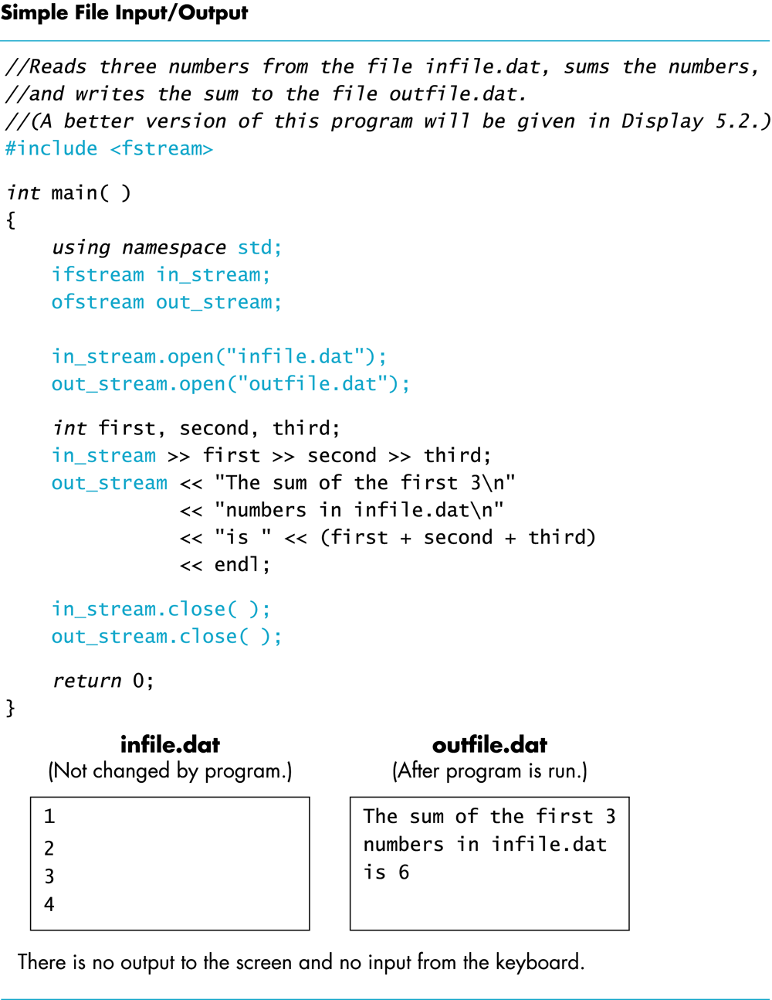 Simple File Input/Output
//Reads three numbers from the file infile.dat, sums the numbers,
//and writes the sum to the file outfile.dat.
//(A better version of this program will be given in Display 5.2.)
#include <fstream>
int main( )
{
    using namespace std;
    ifstream in_stream;
    ofstream out_stream;
    in_stream.open("infile.dat");
    out_stream.open("outfile.dat");
    int first, second, third;
    in_stream >> first >> second >> third;
    out_stream << "The sum of the first 3\n"
               << "numbers in infile.dat\n"
               << "is " << (first + second + third)
               << endl;
    in_stream.close( );
    out_stream.close( );
    return 0;
}
infile.dat
(Not changed by program.)
1
2
3
4
outfile.dat
(After program is run.)
The sum of the first 3
numbers in infile.dat
is 6
There is no output to the screen and no input from the keyboard.